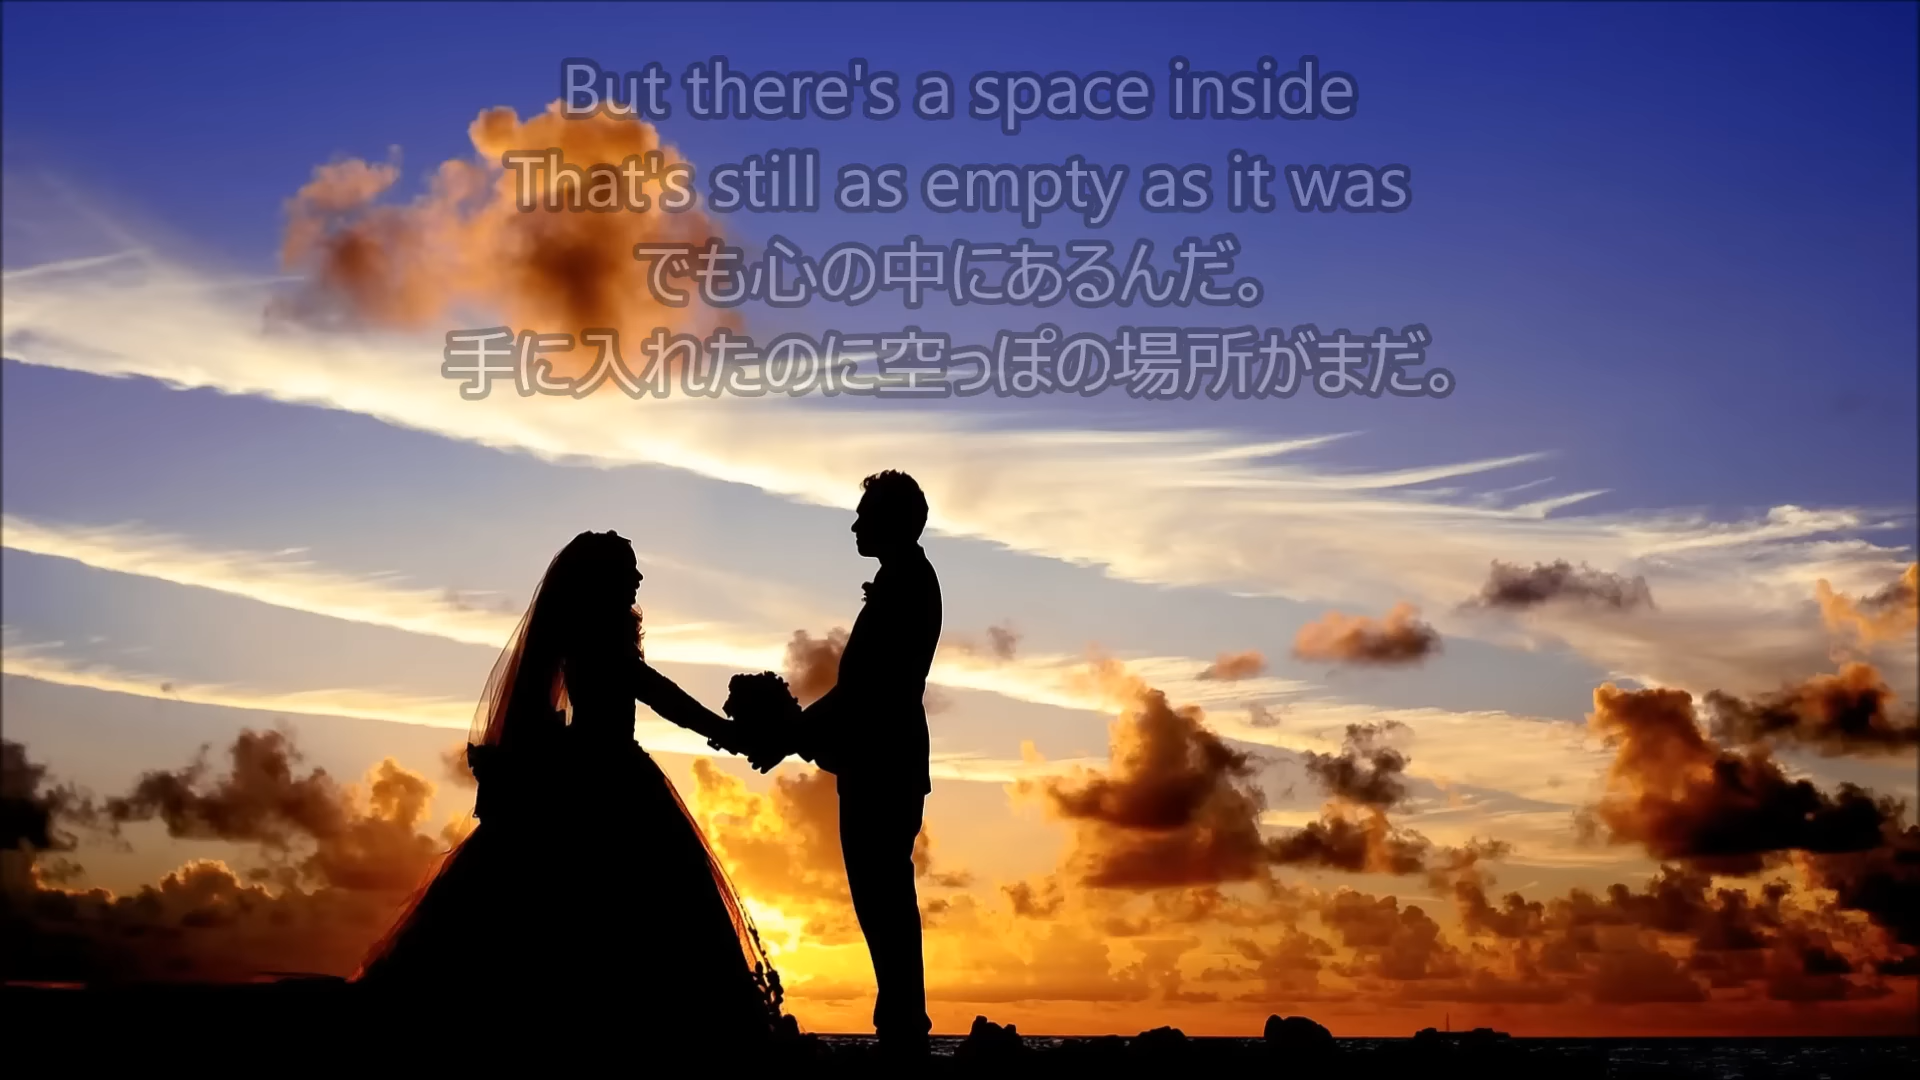 But there's a space inside
That's still as empty as it was
でも心の中にあるんだ。
手に入れたのに空っぽの場所がまだ。